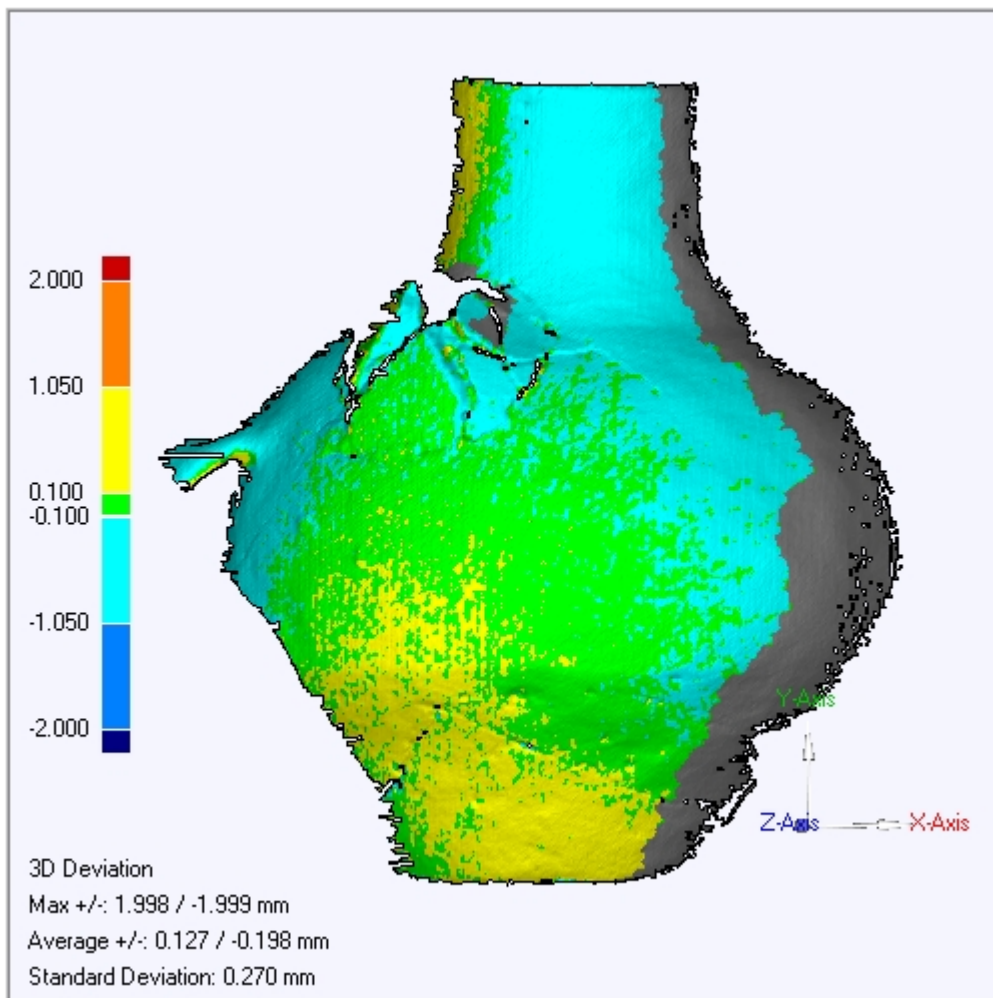 2.000
1.050
0.100
-0.100
-1.050
-2.000
Y-Axis
Z-Axis
X-Axis
3D Deviation
Max +/-: 1.998 / -1.999 mm
Average +/-: 0.127 / -0.198 mm
Standard Deviation: 0.270 mm